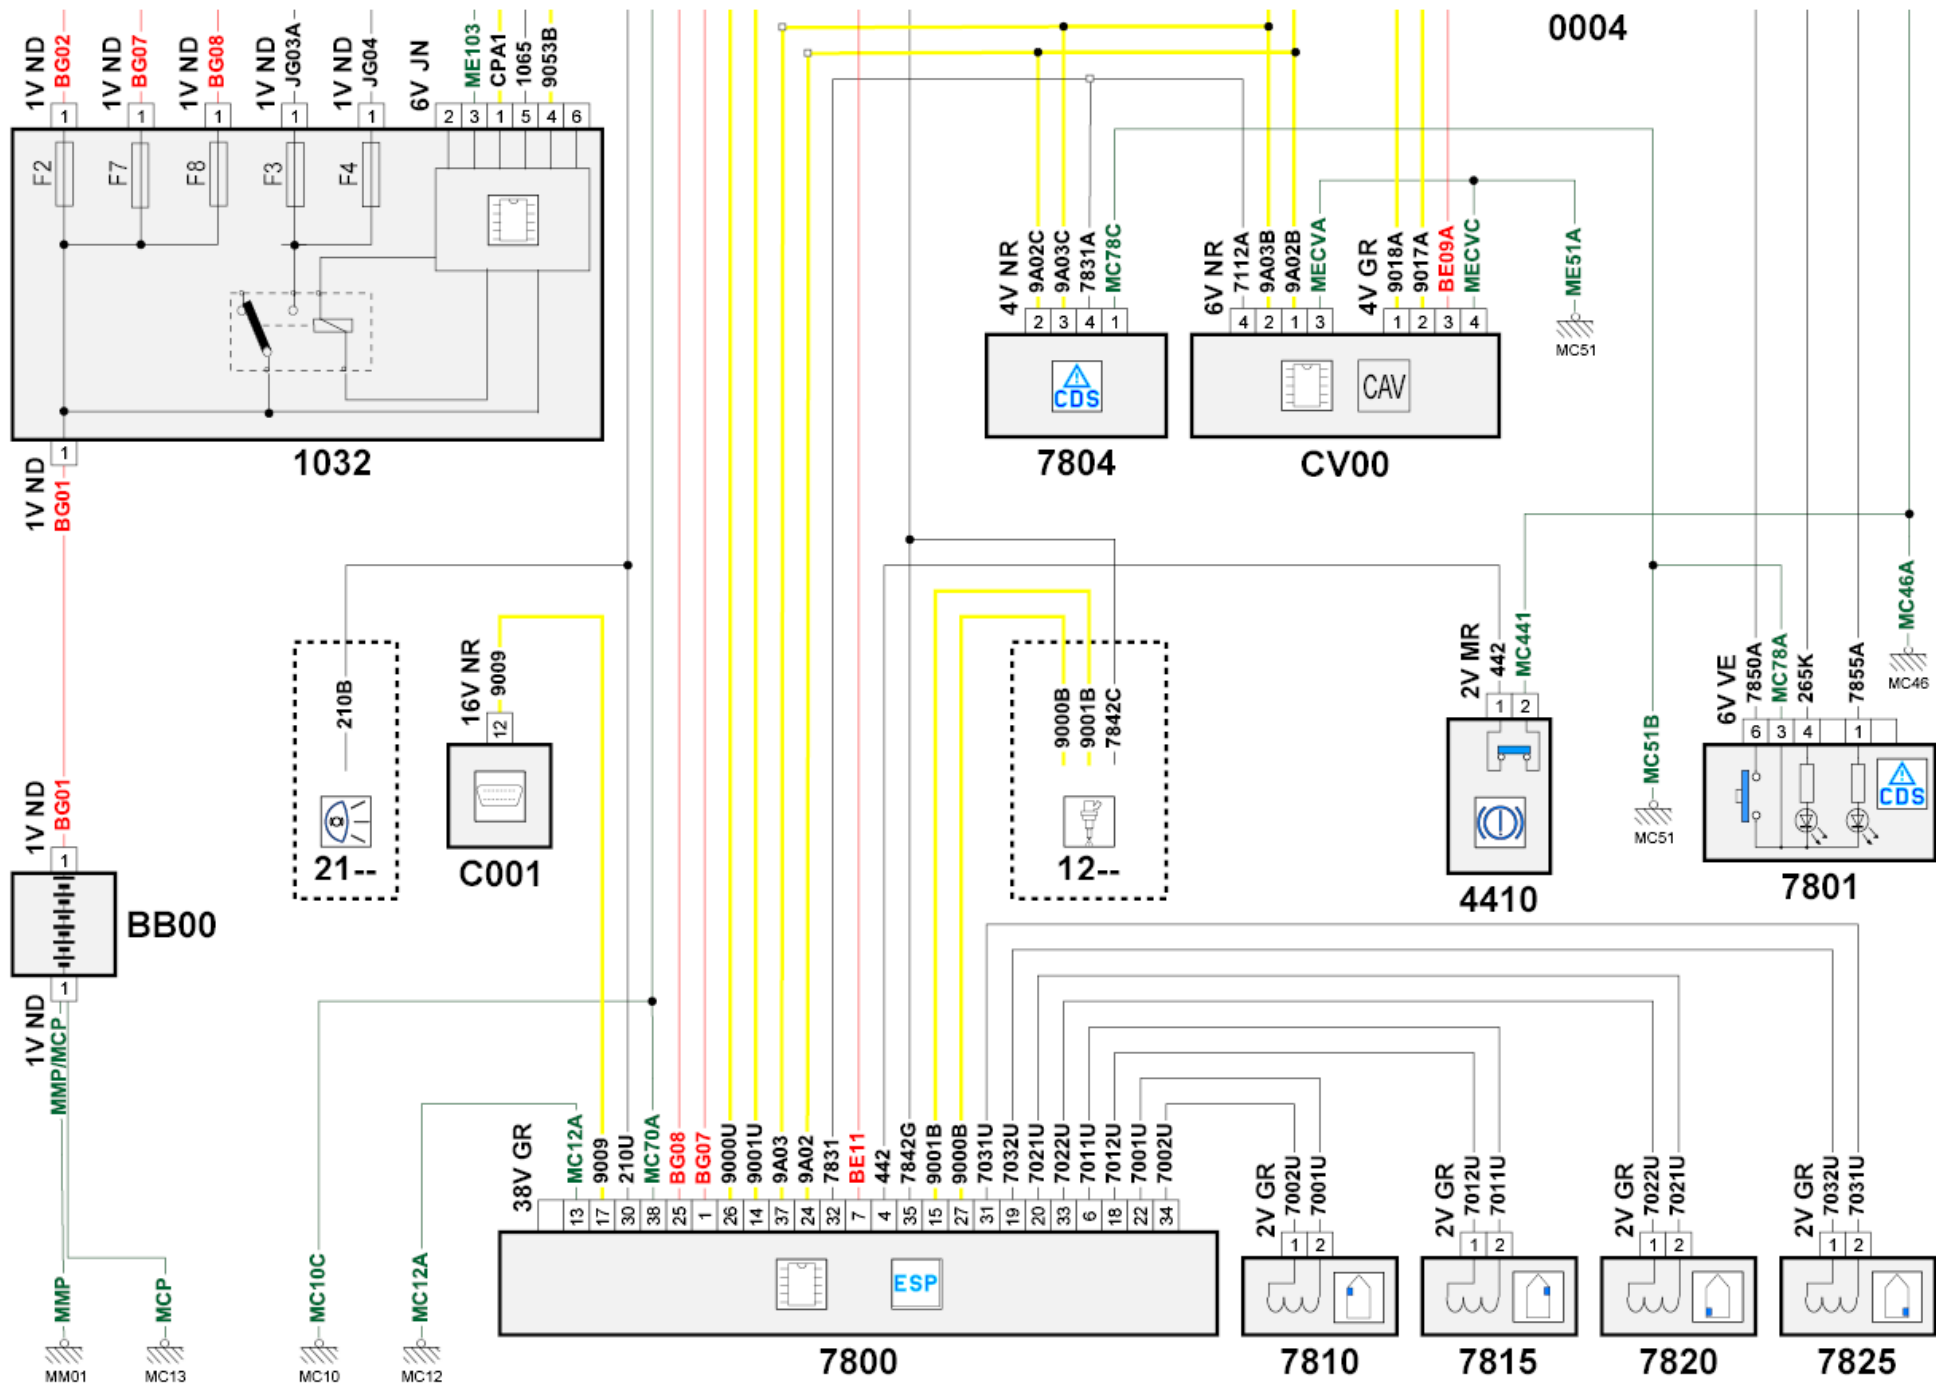 0004
1V ND
BG02
1V ND
BG07
1V ND
BG08
1V ND
JG03A
1V ND
JG04
6V JN
ME103
CPA1
1065
9053B
1
1
1
1
1
2 3 1 5 4 6
F2
F7
F8
F3
F4
1032
1
1V ND
BG01
4V NR
9A02C
9A03C
7831A
MC78C
2 3 4 1
CDS
7804
6V NR
7112A
9A03B
9A02B
MECVA
4 2 1 3
4V GR
9018A
9017A
BE09A
MECVC
1 2 3 4
CAV
CV00
ME51A
MC51
1V ND
BG01
1
BB00
1
1V ND
MMP/MCP
210B
21--
16V NR
9009
12
C001
9000B
9001B
7842C
12--
2V MR
442
MC441
1 2
4410
MC51B
MC51
6V VE
7850A
MC78A
265K
7855A
6 3 4 1
CDS
7801
MC46A
MC46
MMP
MM01
MCP
MC13
MC10C
MC10
MC12A
MC12
38V GR
MC12A
9009
210U
MC70A
BG08
BG07
9000U
9001U
9A03
9A02
7831
BE11
442
7842G
9001B
9000B
7031U
7032U
7021U
7022U
7011U
7012U
7001U
7002U
13 17 30 38 25 1 26 14 37 24 32 7 4 35 15 27 31 19 20 33 6 18 22 34
ESP
7800
2V GR
7002U
7001U
1 2
7810
2V GR
7012U
7011U
1 2
7815
2V GR
7022U
7021U
1 2
7820
2V GR
7032U
7031U
1 2
7825